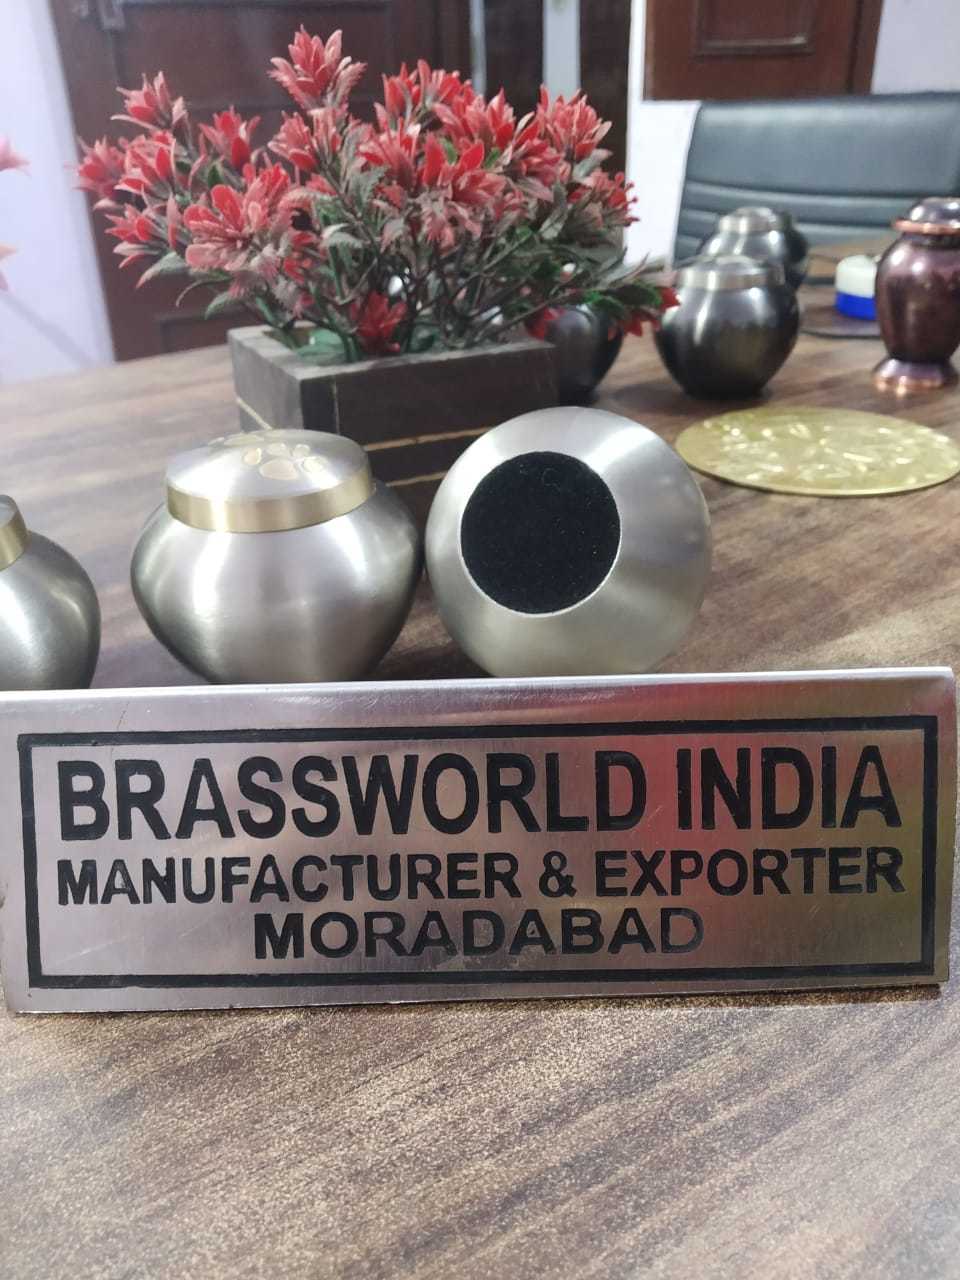 BRASSWORLD INDIA
MANUFACTURER & EXPORTER
MORADABAD